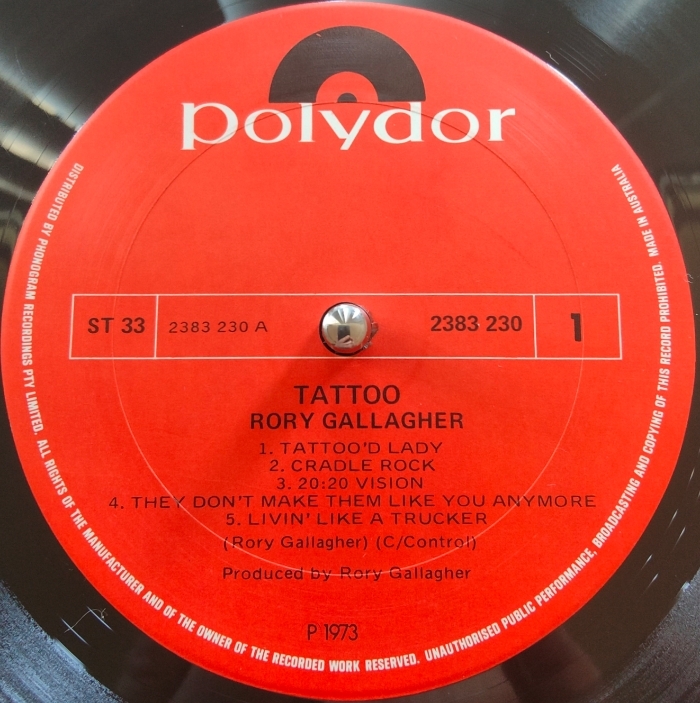 polydor
ST 33 2383 230 A 2383 230 1
TATTOO
RORY GALLAGHER
1. TATTOO'D LADY
2. CRADLE ROCK
3. 20:20 VISION
4. THEY DON'T MAKE THEM LIKE YOU ANYMORE
5. LIVIN' LIKE A TRUCKER
(Rory Gallagher) (C/Control)
Produced by Rory Gallagher
P 1973
DISTRIBUTED BY PHONOGRAM RECORDINGS PTY LIMITED. ALL RIGHTS OF THE MANUFACTURER AND OF THE OWNER OF THE RECORDED WORK RESERVED. UNAUTHORISED PUBLIC PERFORMANCE, BROADCASTING AND COPYING OF THIS RECORD PROHIBITED. MADE IN AUSTRALIA